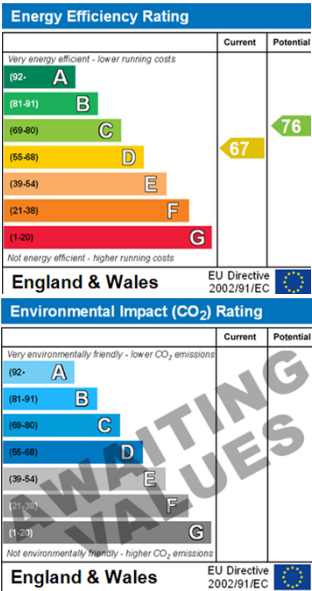 Energy Efficiency Rating
Current Potential
Very energy efficient - lower running costs
(92- A
(81-91) B
(69-80) C
(55-68) D
(39-54) E
(21-38) F
(1-20) G
67
76
Not energy efficient - higher running costs
England & Wales
EU Directive
2002/91/EC
Environmental Impact (CO2) Rating
Current Potential
Very environmentally friendly - lower CO2 emissions
(92- A
(81-91) B
(69-80) C
(55-68) D
(39-54) E
(21-38) F
(1-20) G
AWAITING
VALUES
Not environmentally friendly - higher CO2 emissions
England & Wales
EU Directive
2002/91/EC